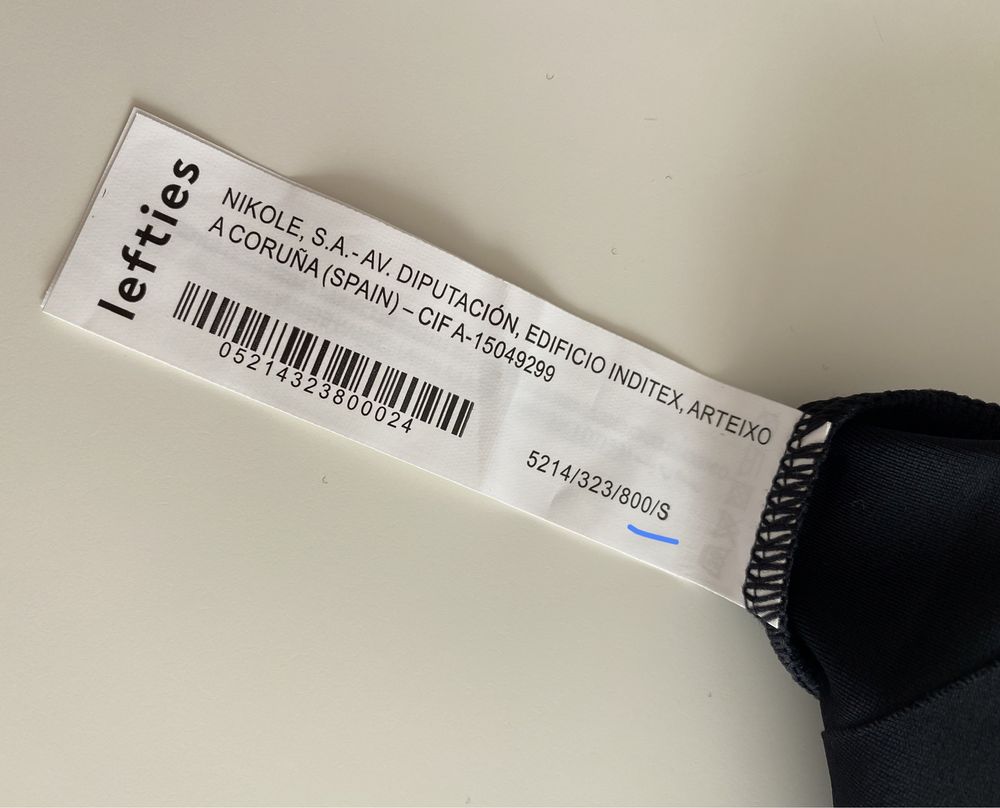 lefties
NIKOLE, S.A.- AV. DIPUTACIÓN, EDIFICIO INDITEX, ARTEIXO
A CORUÑA (SPAIN) – CIF A-15049299
05214323800024
5214/323/800/S